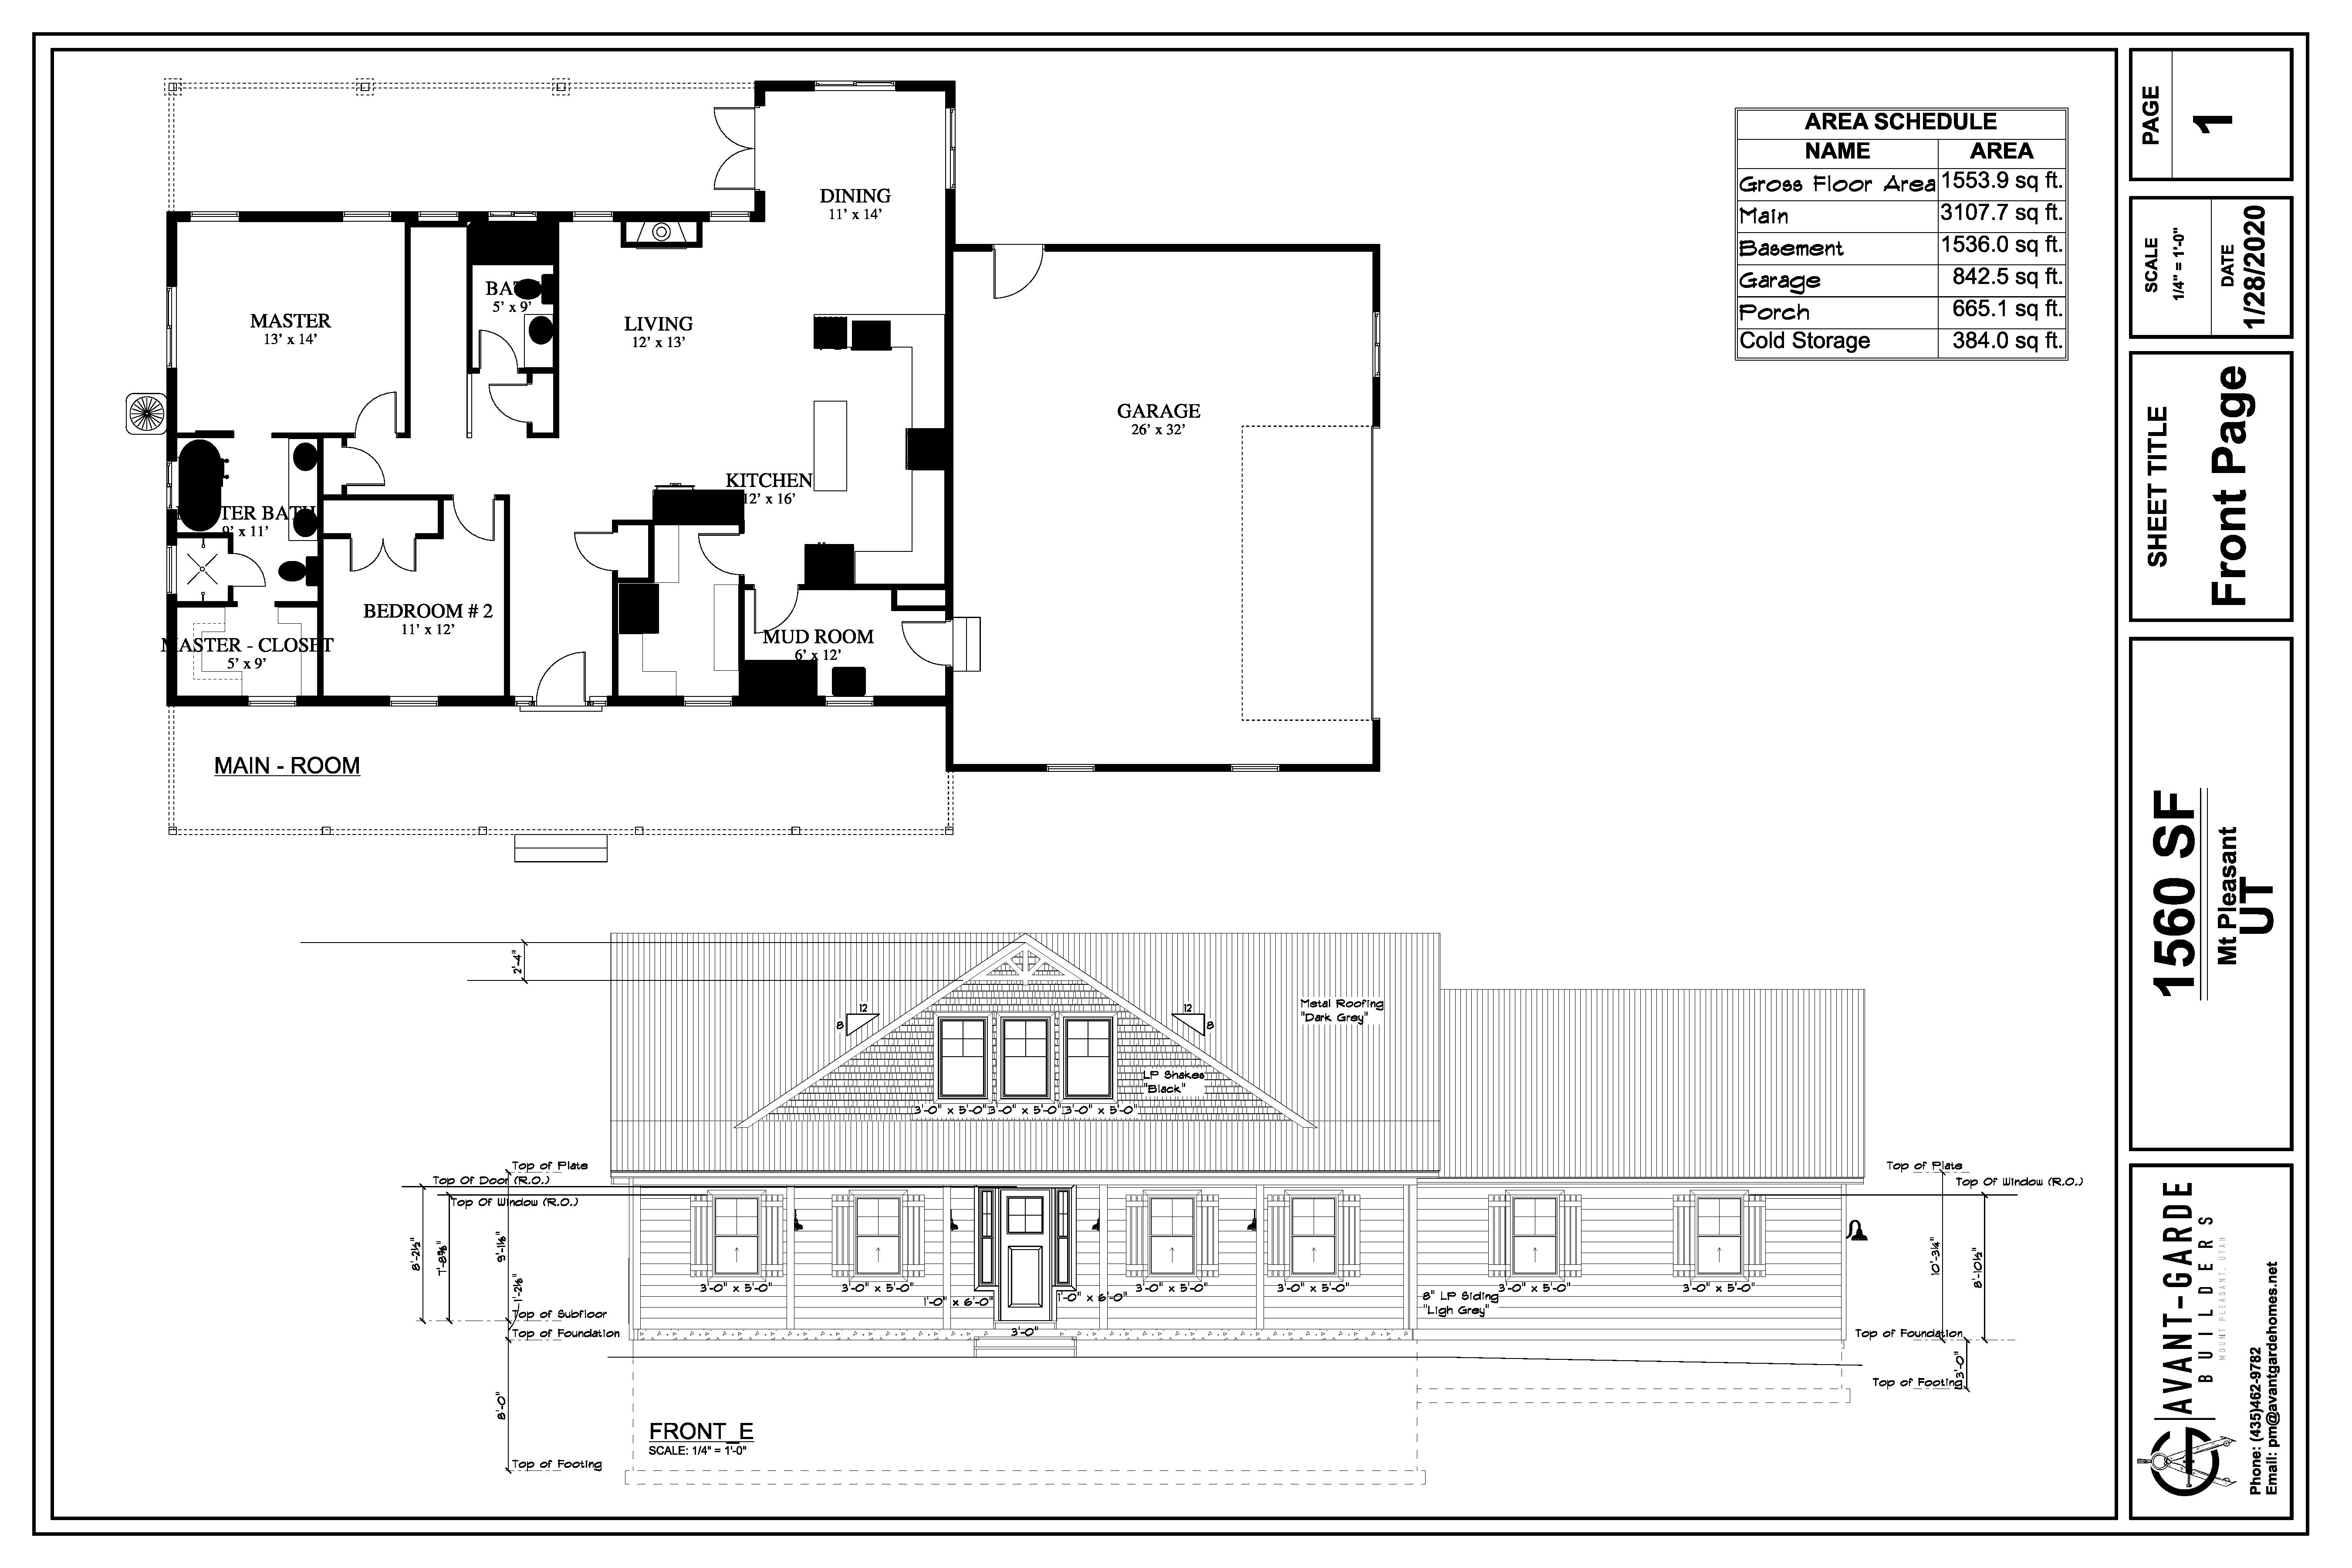 DINING
11' x 14'
MASTER
13' x 14'
5' x 9'
LIVING
12' x 13'
GARAGE
26' x 32'
KITCHEN
12' x 16'
BATH
9' x 11'
BEDROOM # 2
11' x 12'
MASTER - CLOSET
5' x 9'
MUD ROOM
6' x 12'
MAIN - ROOM
AREA SCHEDULE
NAME AREA
Gross Floor Area 1553.9 sq ft.
Main 3107.7 sq ft.
Basement 1536.0 sq ft.
Garage 842.5 sq ft.
Porch 665.1 sq ft.
Cold Storage 384.0 sq ft.
2'-4"
12
8
12
8
Metal Roofing
"Dark Grey"
LP Shakes
"Black"
3'-0" x 5'-0" 3'-0" x 5'-0" 3'-0" x 5'-0"
Top of Plate
Top Of Door (R.O.)
Top Of Window (R.O.)
8'-2½"
7'-8⅝"
9'-1⅛"
1'-2⅛"
Top of Subfloor
Top of Foundation
8'-0"
Top of Footing
3'-0" x 5'-0"
3'-0" x 5'-0"
1'-0" x 6'-0"
3'-0"
1'-0" x 6'-0"
3'-0" x 5'-0"
3'-0" x 5'-0"
3'-0" x 5'-0"
3'-0" x 5'-0"
8" LP Siding
"Ligh Grey"
Top of Plate
Top Of Window (R.O.)
10'-3¼"
8'-10½"
Top of Foundation
3'-0"
Top of Footing
FRONT_E
SCALE: 1/4" = 1'-0"
PAGE
1
SCALE
1/4" = 1'-0"
DATE
1/28/2020
SHEET TITLE
Front Page
1560 SF
Mt Pleasant
UT
AVANT-GARDE
BUILDERS
MOUNT PLEASANT, UTAH
Phone: (435)462-9782
Email: pm@avantgardehomes.net